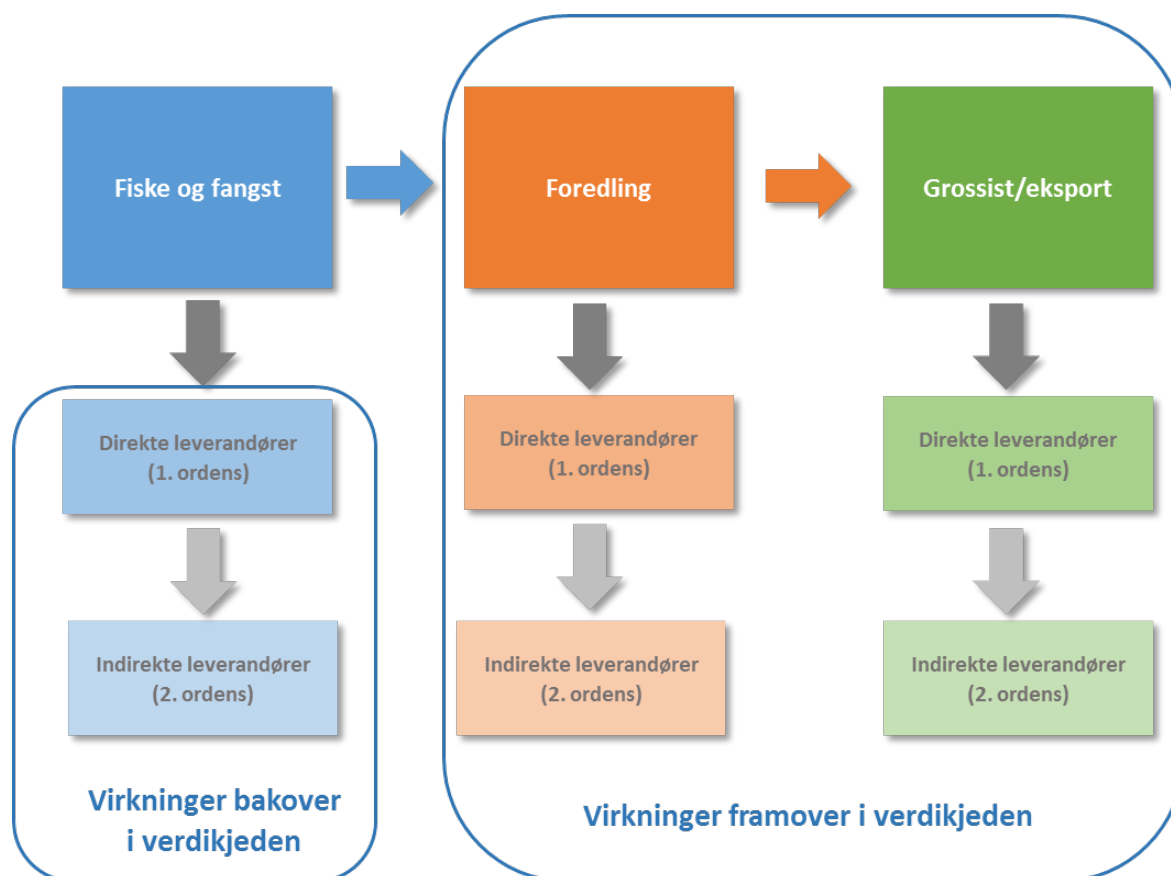 Fiske og fangst
Foredling
Grossist/eksport
Direkte leverandører
(1. ordens)
Direkte leverandører
(1. ordens)
Direkte leverandører
(1. ordens)
Indirekte leverandører
(2. ordens)
Indirekte leverandører
(2. ordens)
Indirekte leverandører
(2. ordens)
Virkninger bakover
i verdikjeden
Virkninger framover i verdikjeden